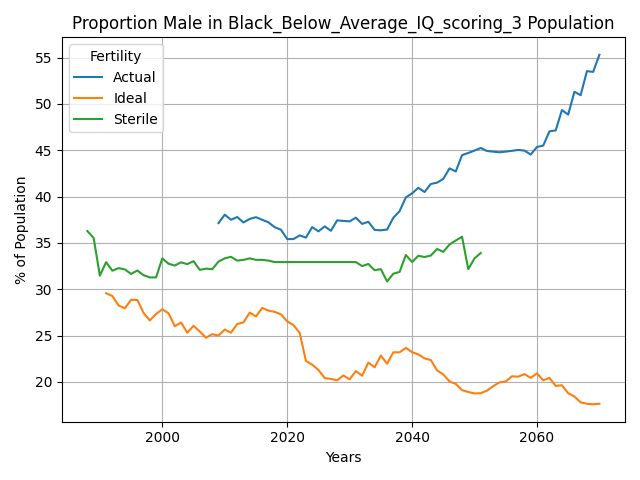 Proportion Male in Black_Below_Average_IQ_scoring_3 Population
% of Population
55
50
45
40
35
30
25
20
Fertility
Actual
Ideal
Sterile
2000
2020
2040
2060
Years